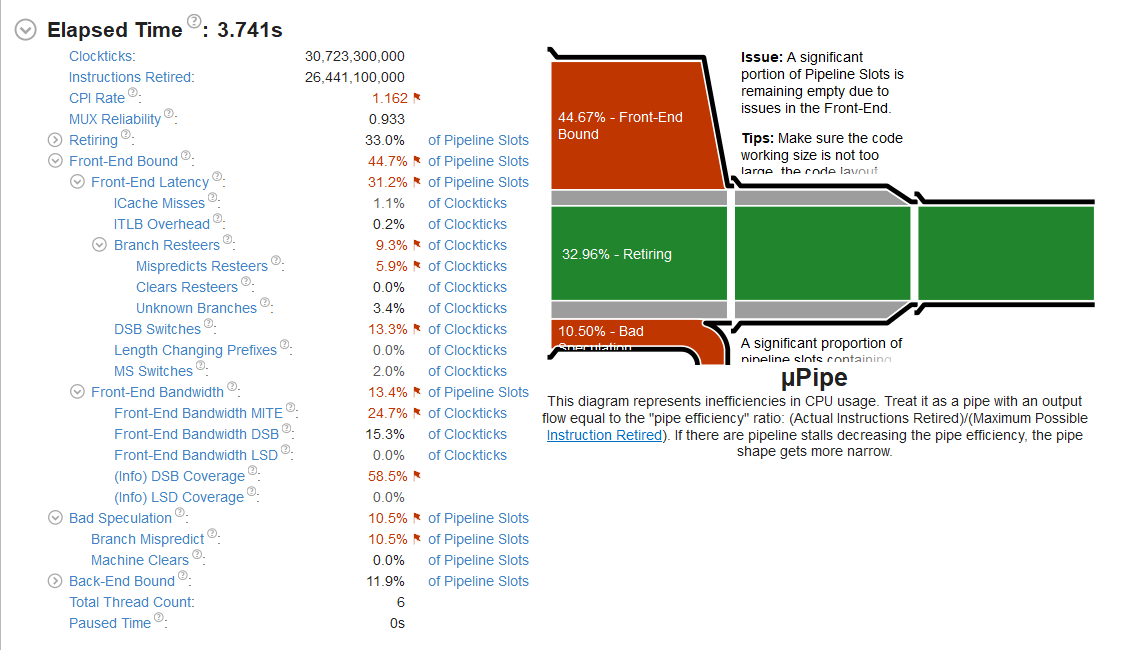 Elapsed Time ?: 3.741s
Clockticks: 30,723,300,000
Instructions Retired: 26,441,100,000
CPI Rate ?: 1.162
MUX Reliability ?: 0.933
Retiring ?: 33.0% of Pipeline Slots
Front-End Bound ?: 44.7% of Pipeline Slots
Front-End Latency ?: 31.2% of Pipeline Slots
ICache Misses ?: 1.1% of Clockticks
ITLB Overhead ?: 0.2% of Clockticks
Branch Resteers ?: 9.3% of Clockticks
Mispredicts Resteers ?: 5.9% of Clockticks
Clears Resteers ?: 0.0% of Clockticks
Unknown Branches ?: 3.4% of Clockticks
DSB Switches ?: 13.3% of Clockticks
Length Changing Prefixes ?: 0.0% of Clockticks
MS Switches ?: 2.0% of Clockticks
Front-End Bandwidth ?: 13.4% of Pipeline Slots
Front-End Bandwidth MITE ?: 24.7% of Clockticks
Front-End Bandwidth DSB ?: 15.3% of Clockticks
Front-End Bandwidth LSD ?: 0.0% of Clockticks
(Info) DSB Coverage ?: 58.5%
(Info) LSD Coverage ?: 0.0%
Bad Speculation ?: 10.5% of Pipeline Slots
Branch Mispredict ?: 10.5% of Pipeline Slots
Machine Clears ?: 0.0% of Pipeline Slots
Back-End Bound ?: 11.9% of Pipeline Slots
Total Thread Count: 6
Paused Time ?: 0s
44.67% - Front-End
Bound
32.96% - Retiring
10.50% - Bad
Speculation
Issue: A significant
portion of Pipeline Slots is
remaining empty due to
issues in the Front-End.
Tips: Make sure the code
working size is not too
large, the code layout
A significant proportion of
pipeline slots containing
µPipe
This diagram represents inefficiencies in CPU usage. Treat it as a pipe with an output
flow equal to the "pipe efficiency" ratio: (Actual Instructions Retired)/(Maximum Possible
Instruction Retired). If there are pipeline stalls decreasing the pipe efficiency, the pipe
shape gets more narrow.